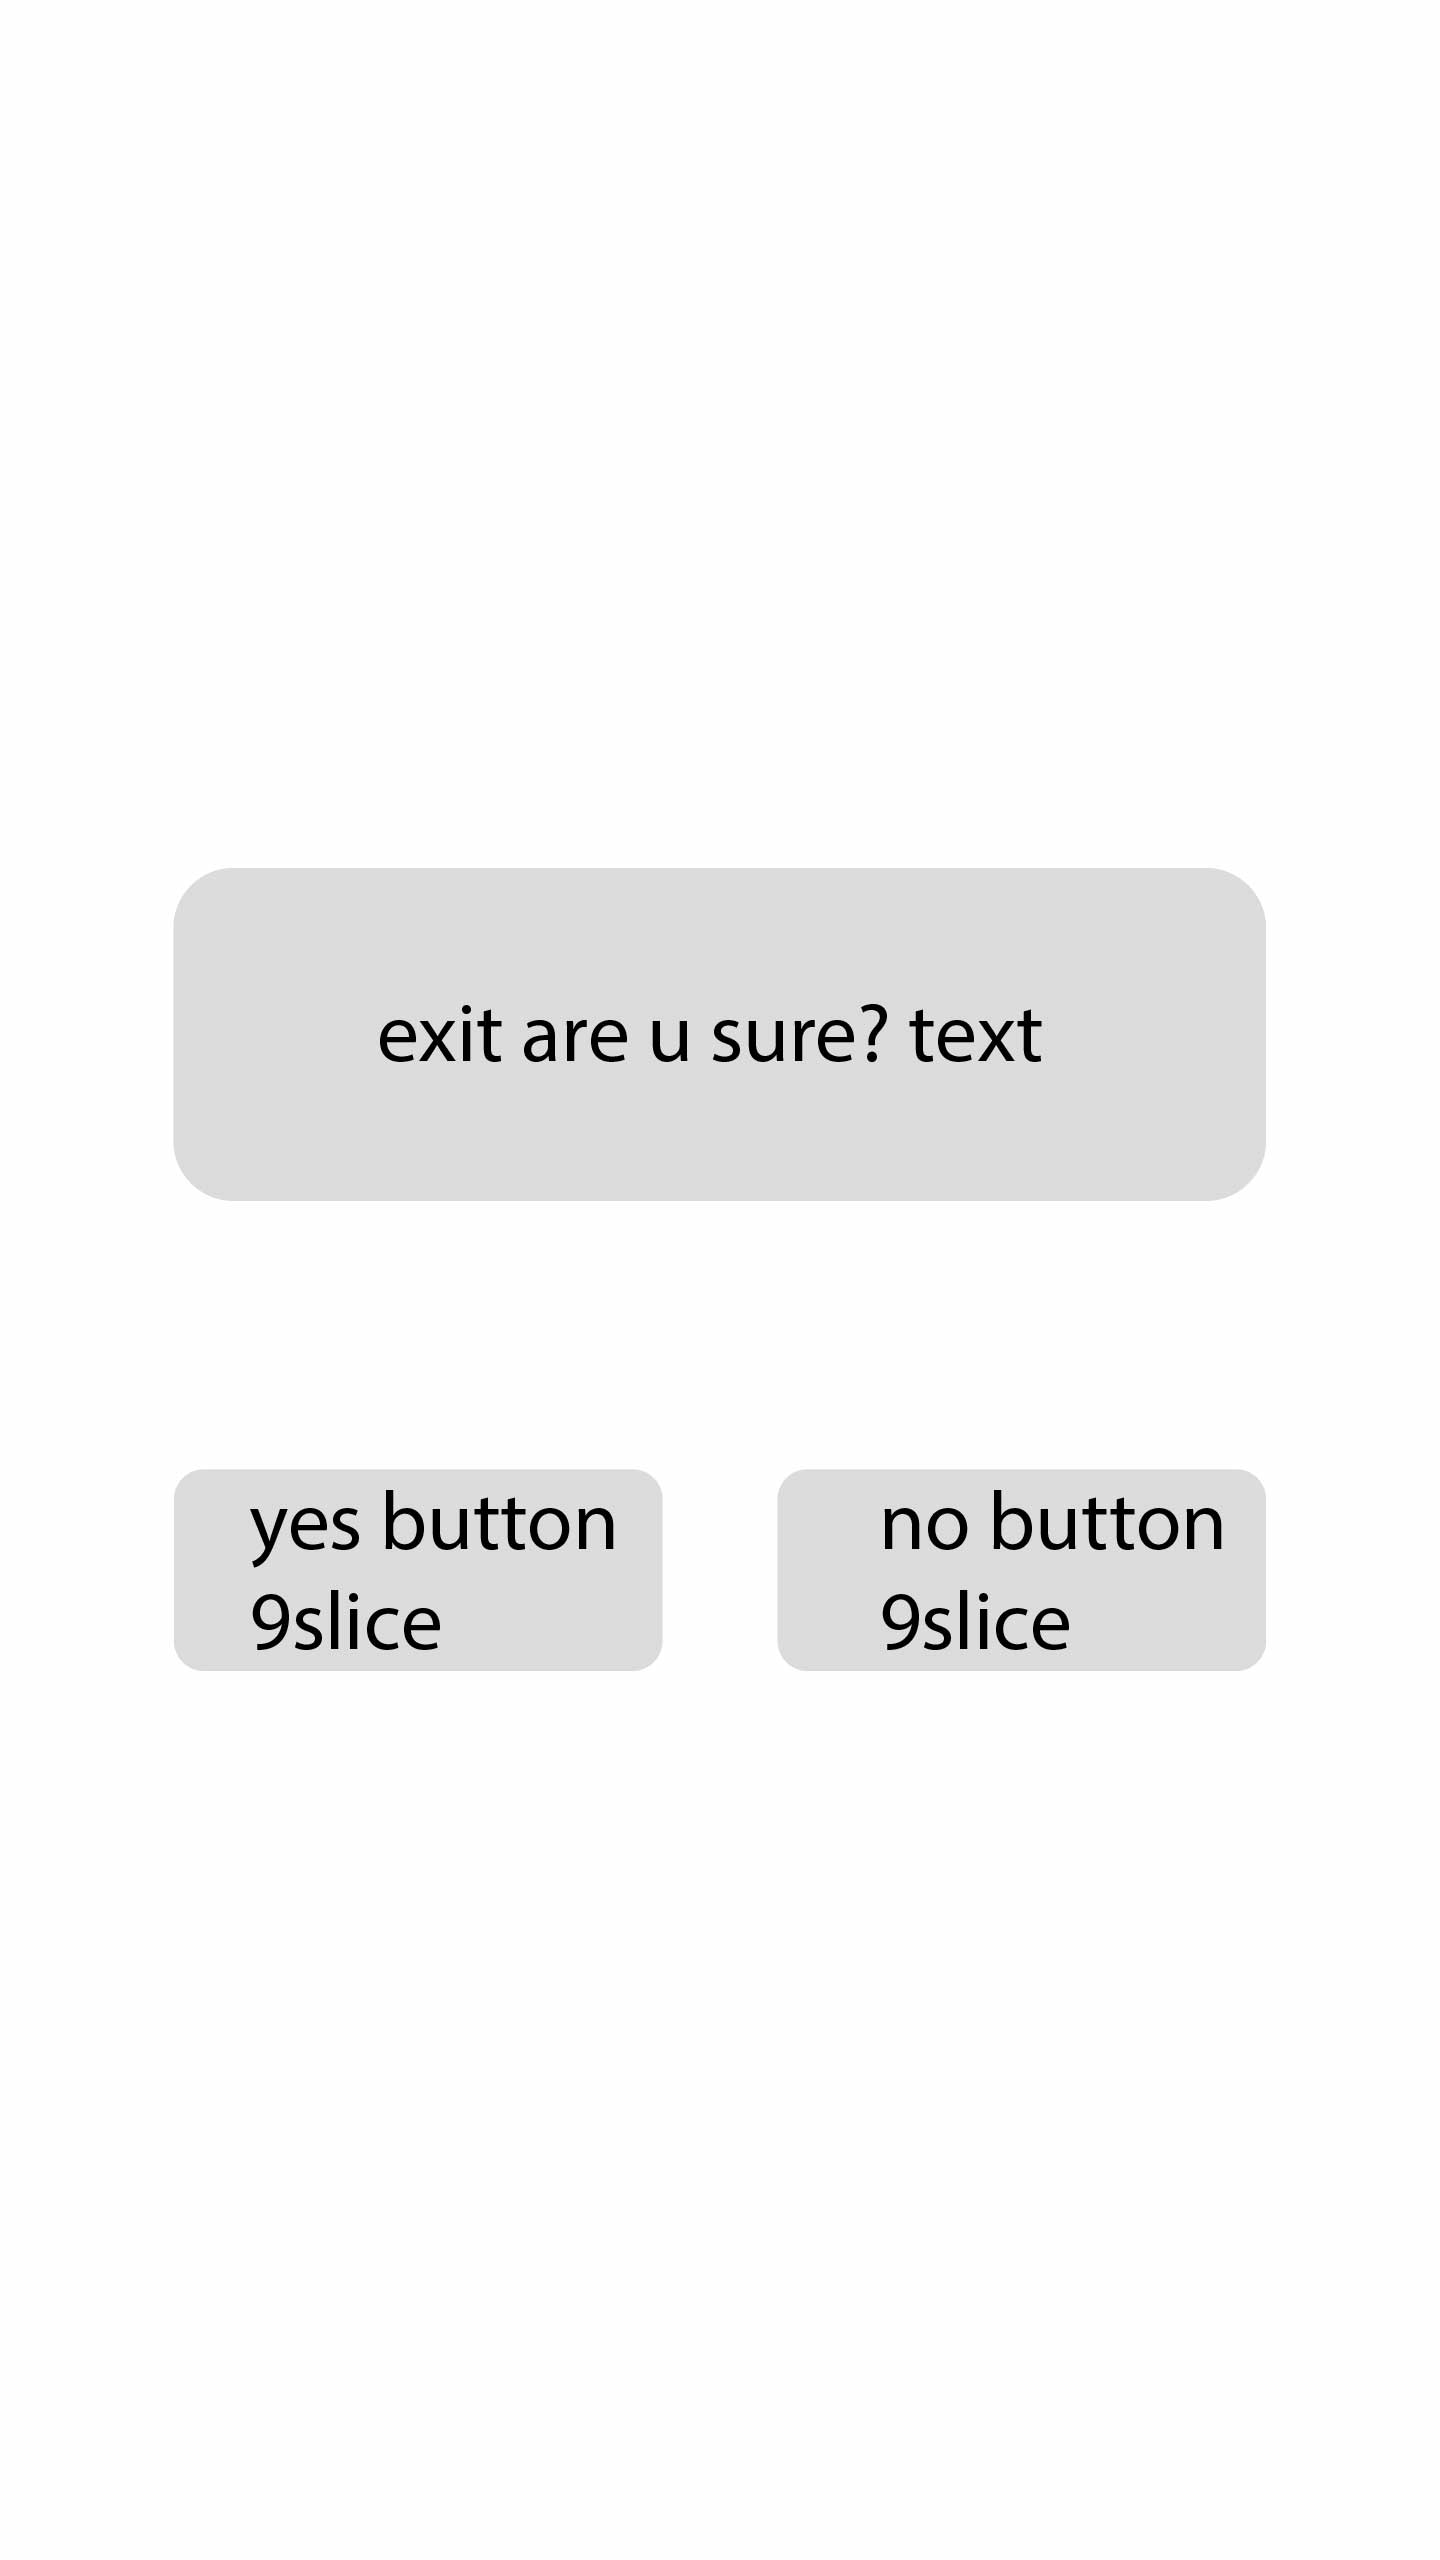 exit are u sure? text
yes button
9slice
no button
9slice